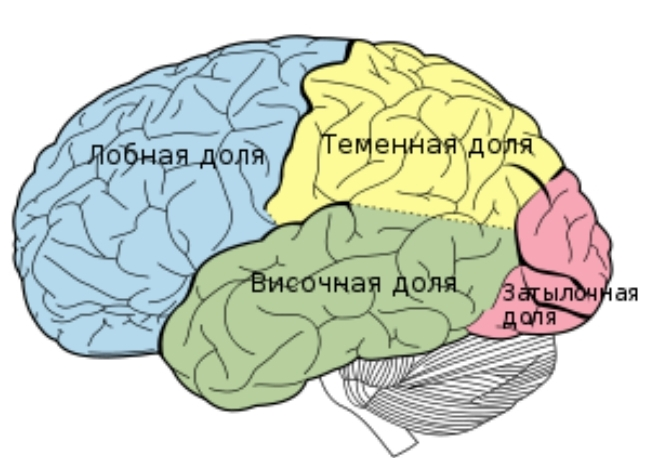 Лобная доля
Теменная доля
Височная доля
Затылочная
доля